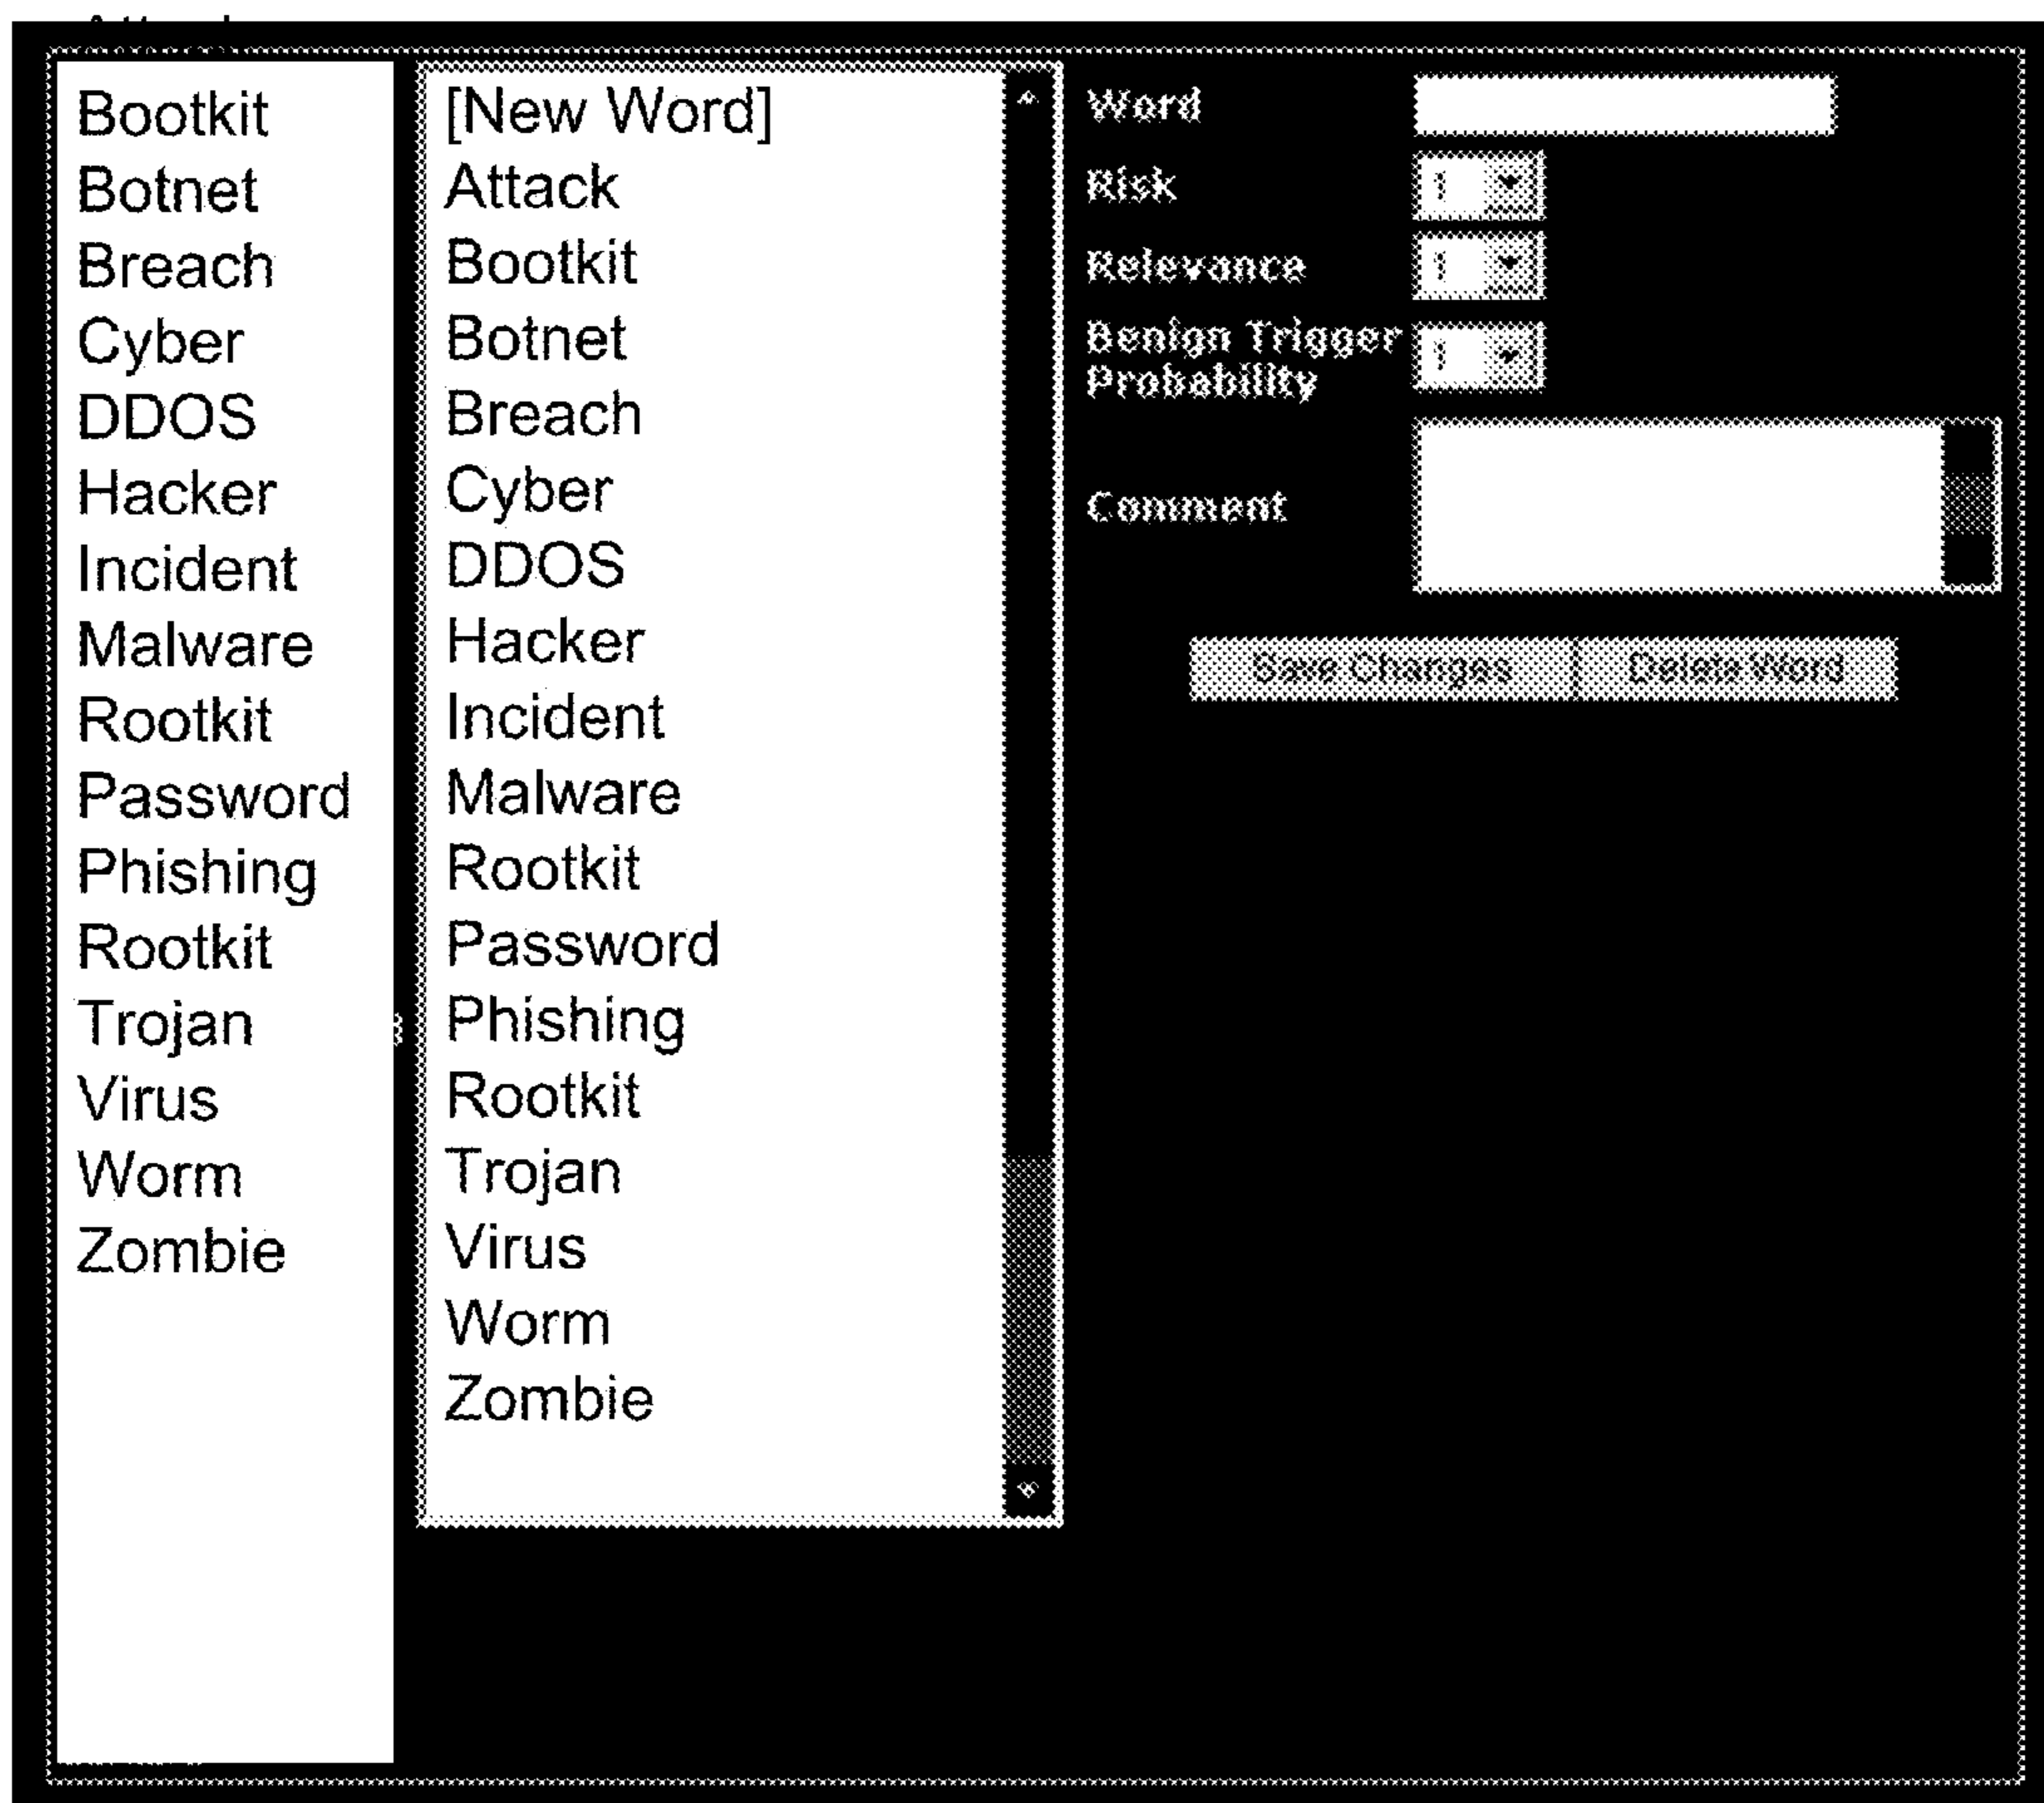 Bootkit
Botnet
Breach
Cyber
DDOS
Hacker
Incident
Malware
Rootkit
Password
Phishing
Rootkit
Trojan
Virus
Worm
Zombie
[New Word]
Attack
Bootkit
Botnet
Breach
Cyber
DDOS
Hacker
Incident
Malware
Rootkit
Password
Phishing
Rootkit
Trojan
Virus
Worm
Zombie
Word
Risk
Relevance
Benign Trigger
Probability
Comment
Save Changes
Delete Word